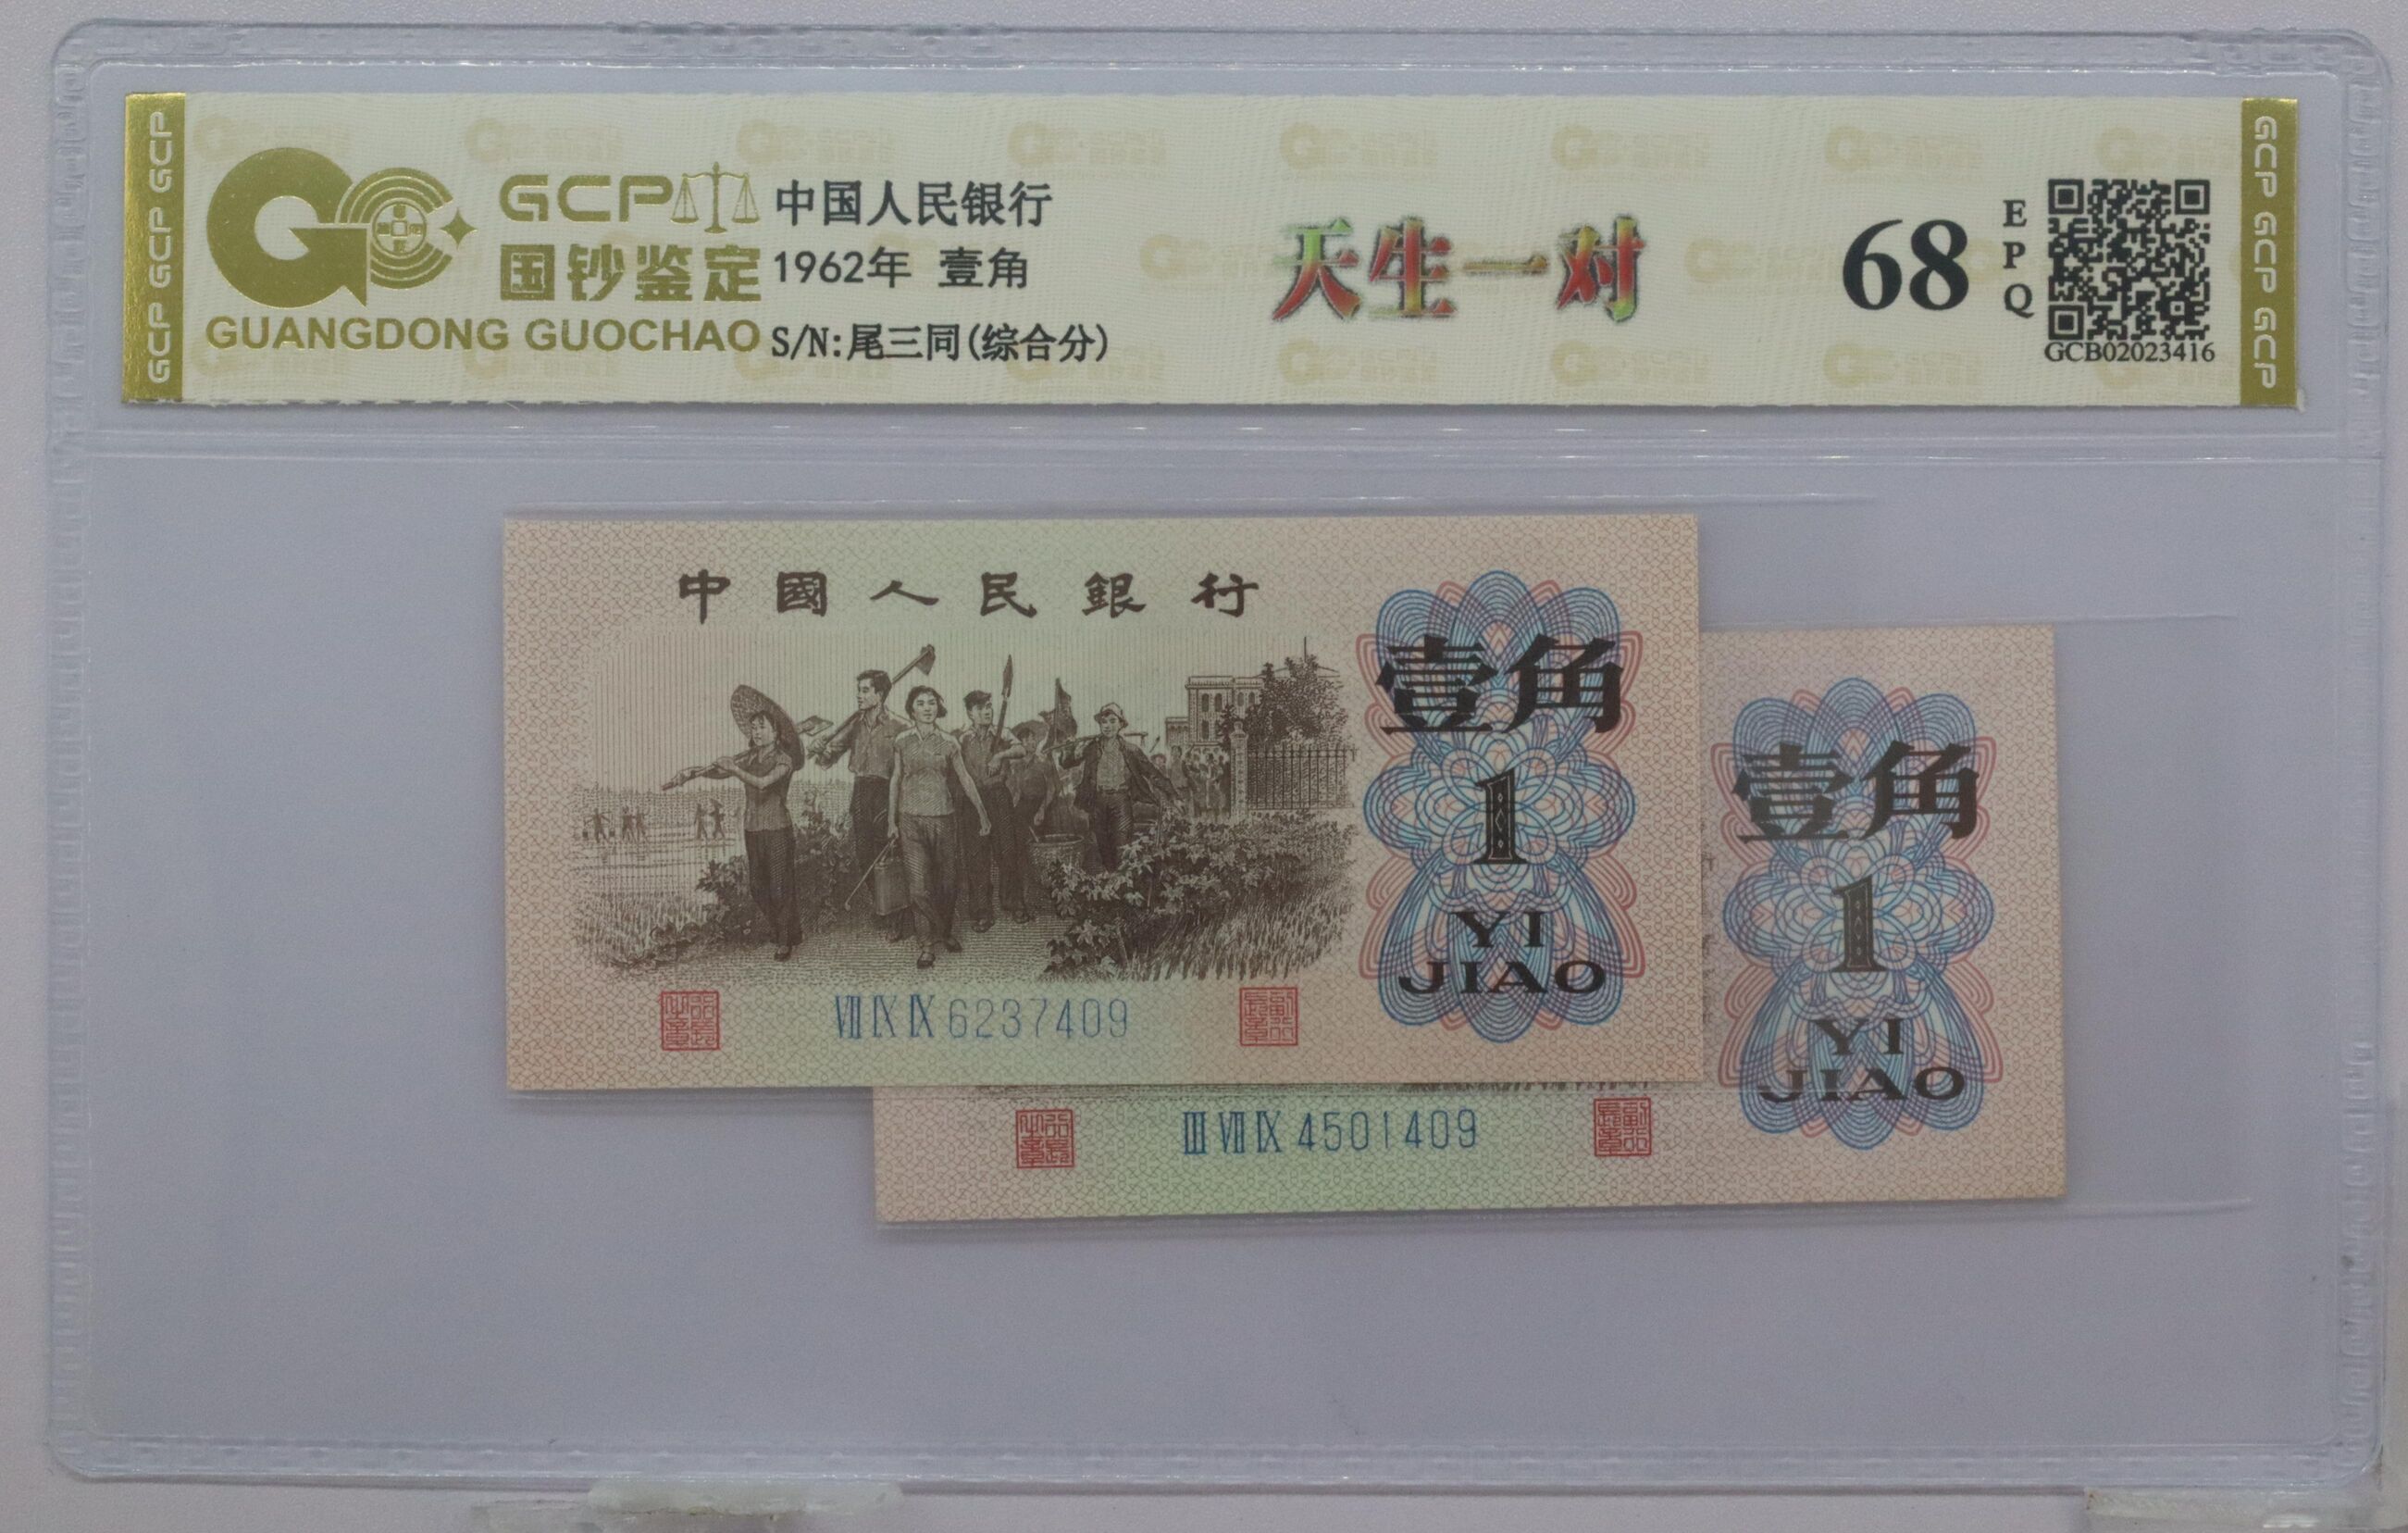 GCP GCP GCP
GCP
国钞鉴定
GUANGDONG GUOCHAO
中国人民银行
1962年 壹角
S/N:尾三同(综合分)
天生一对
68
EPQ
GCB02023416
GCP GCP GCP GCP
中國人民銀行
壹角
1
YI
JIAO
VIII IX IX 6237409
壹角
1
YI
JIAO
III VII IX 4501409